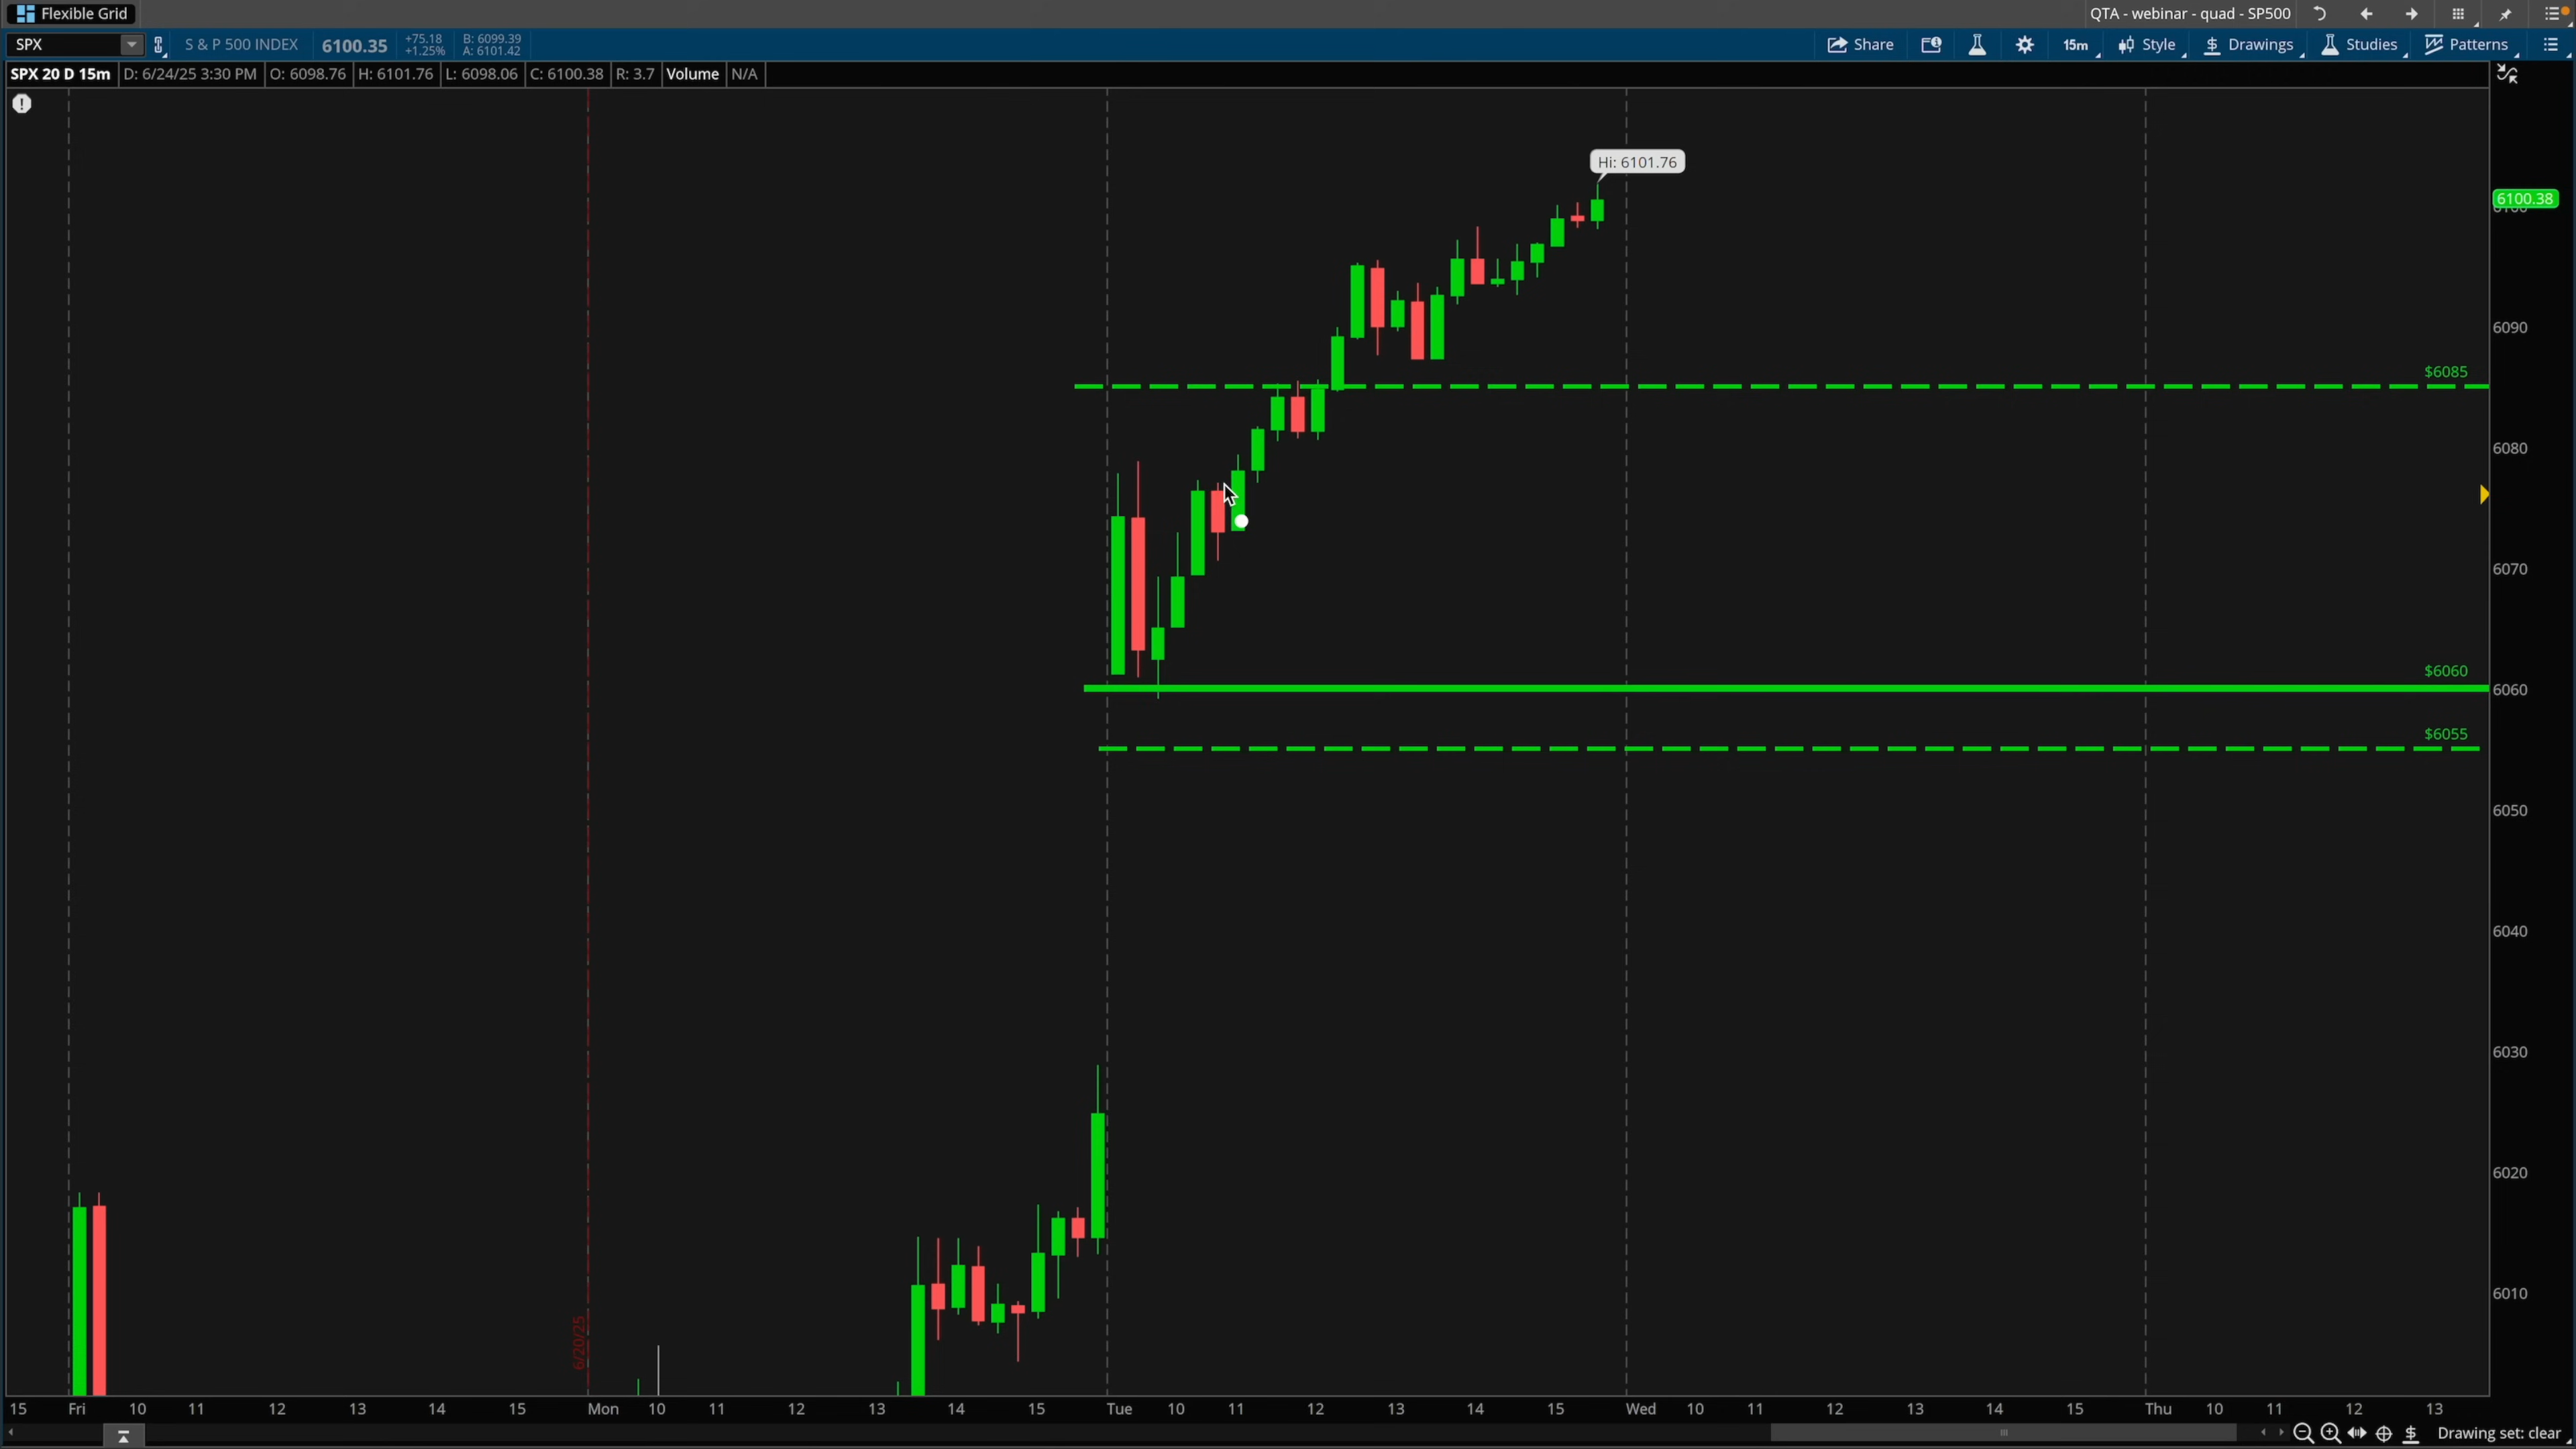 Flexible Grid QTA - webinar - quad - SP500
SPX S & P 500 INDEX 6100.35 +75.18 +1.25% B: 6099.39 A: 6101.42 Share 15m Style Drawings Studies Patterns
SPX 20 D 15m D: 6/24/25 3:30 PM O: 6098.76 H: 6101.76 L: 6098.06 C: 6100.38 R: 3.7 Volume N/A
Hi: 6101.76
6100.38
6100
6090
$6085
6080
6070
$6060
6060
$6055
6050
6040
6030
6020
6010
6/20/25
15 Fri 10 11 12 13 14 15 Mon 10 11 12 13 14 15 Tue 10 11 12 13 14 15 Wed 10 11 12 13 14 15 Thu 10 11 12 13
Drawing set: clear